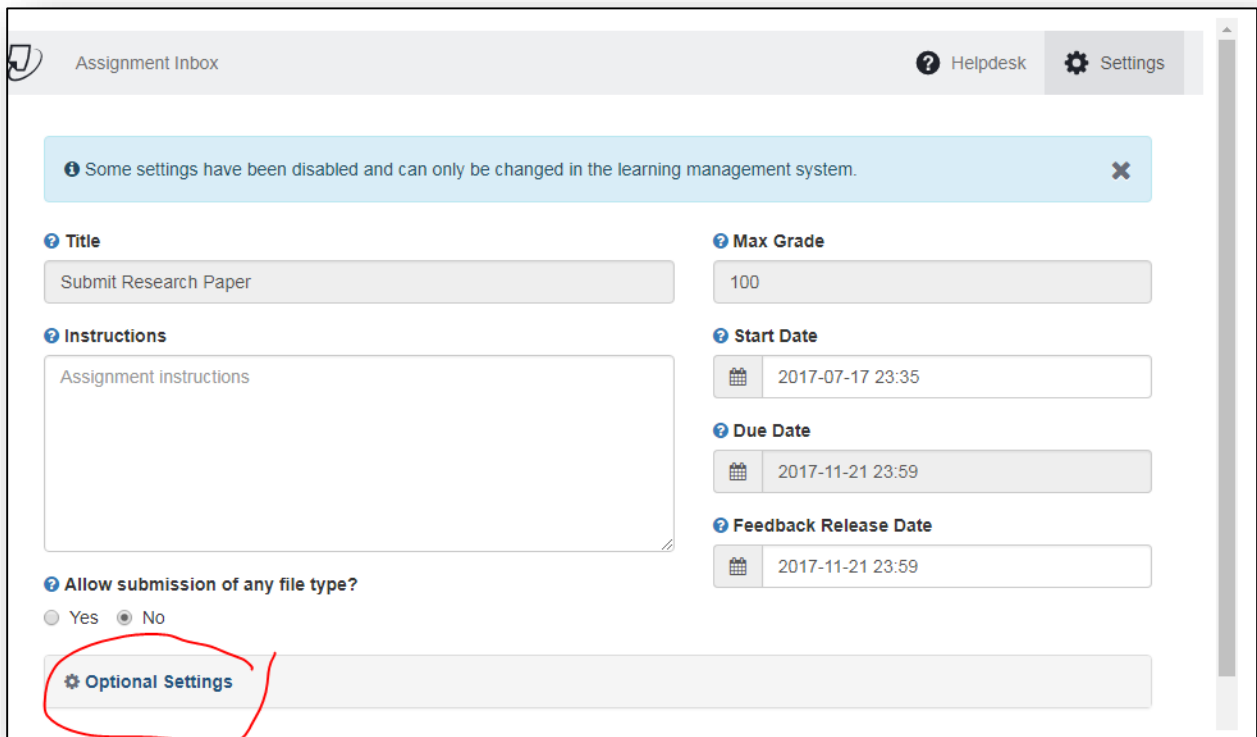 Assignment Inbox
Helpdesk
Settings
Some settings have been disabled and can only be changed in the learning management system.
Title
Submit Research Paper
Instructions
Assignment instructions
Allow submission of any file type?
Yes No
Max Grade
100
Start Date
2017-07-17 23:35
Due Date
2017-11-21 23:59
Feedback Release Date
2017-11-21 23:59
Optional Settings